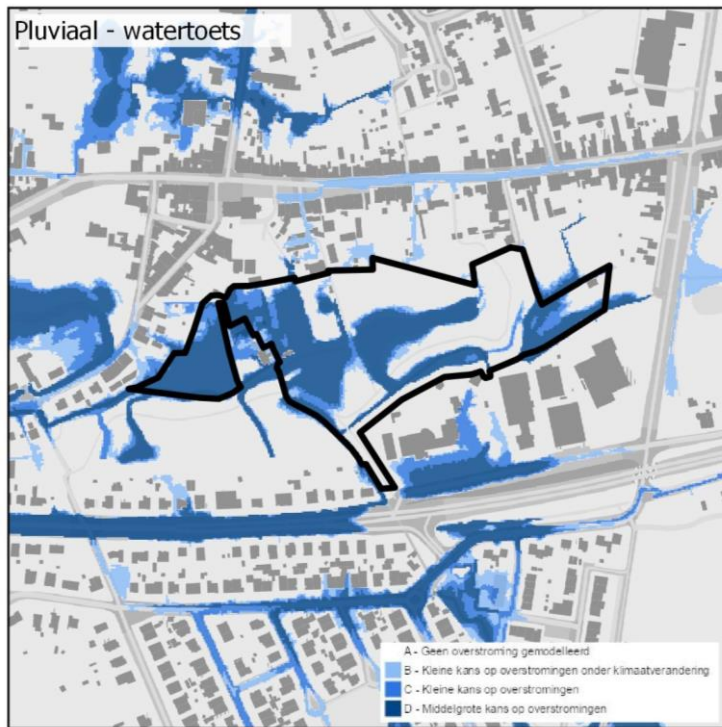 Pluviaal - watertoets
A - Geen overstroming gemodelleerd
B - Kleine kans op overstromingen onder klimaatverandering
C - Kleine kans op overstromingen
D - Middelgrote kans op overstromingen